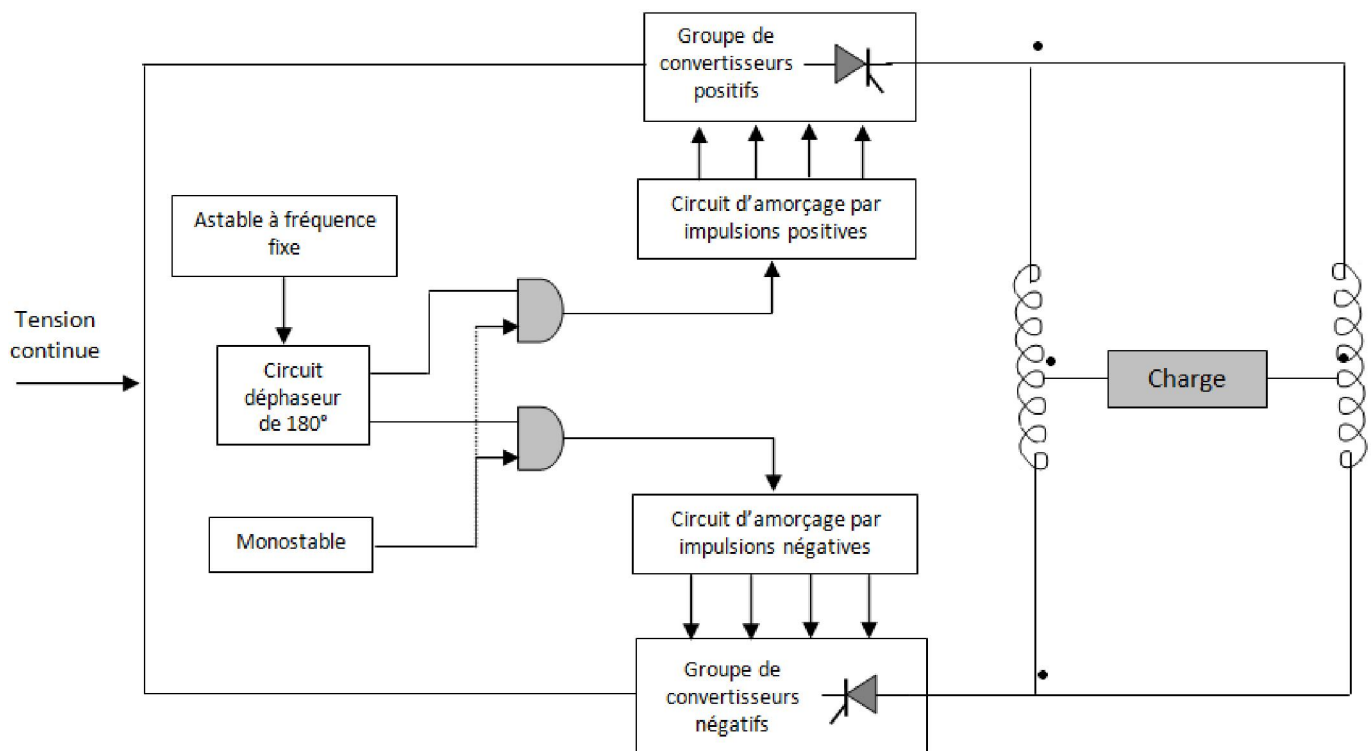 Groupe de
convertisseurs
positifs
Circuit d'amorçage par
impulsions positives
Astable à fréquence
fixe
Tension
continue
Circuit
déphaseur
de 180°
Charge
Monostable
Circuit d'amorçage par
impulsions négatives
Groupe de
convertisseurs
négatifs